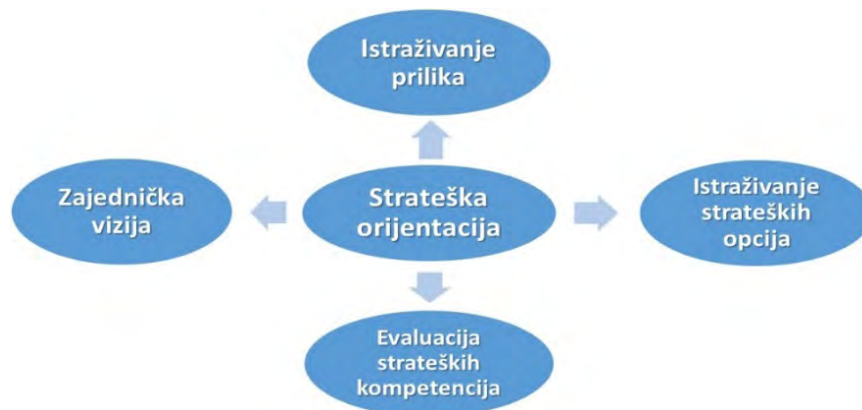 Istraživanje
prilika
Zajednička
vizija
Strateška
orijentacija
Istraživanje
strateških
opcija
Evaluacija
strateških
kompetencija